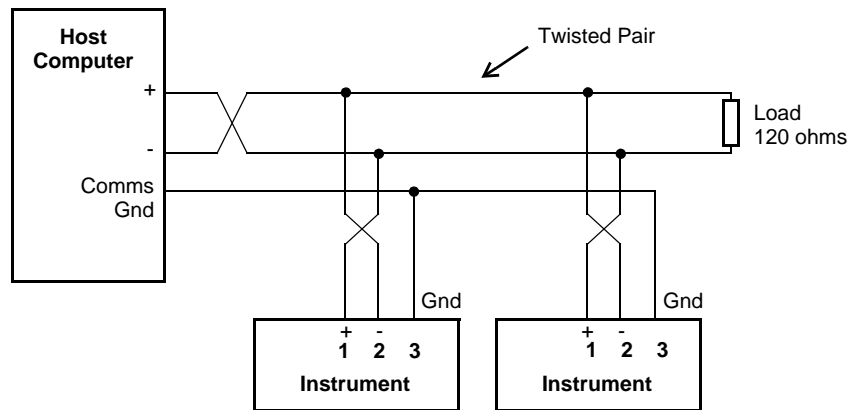 Host
Computer
Twisted Pair
+
-
Load
120 ohms
Comms
Gnd
Gnd
Gnd
+ -
1 2 3
Instrument
+ -
1 2 3
Instrument